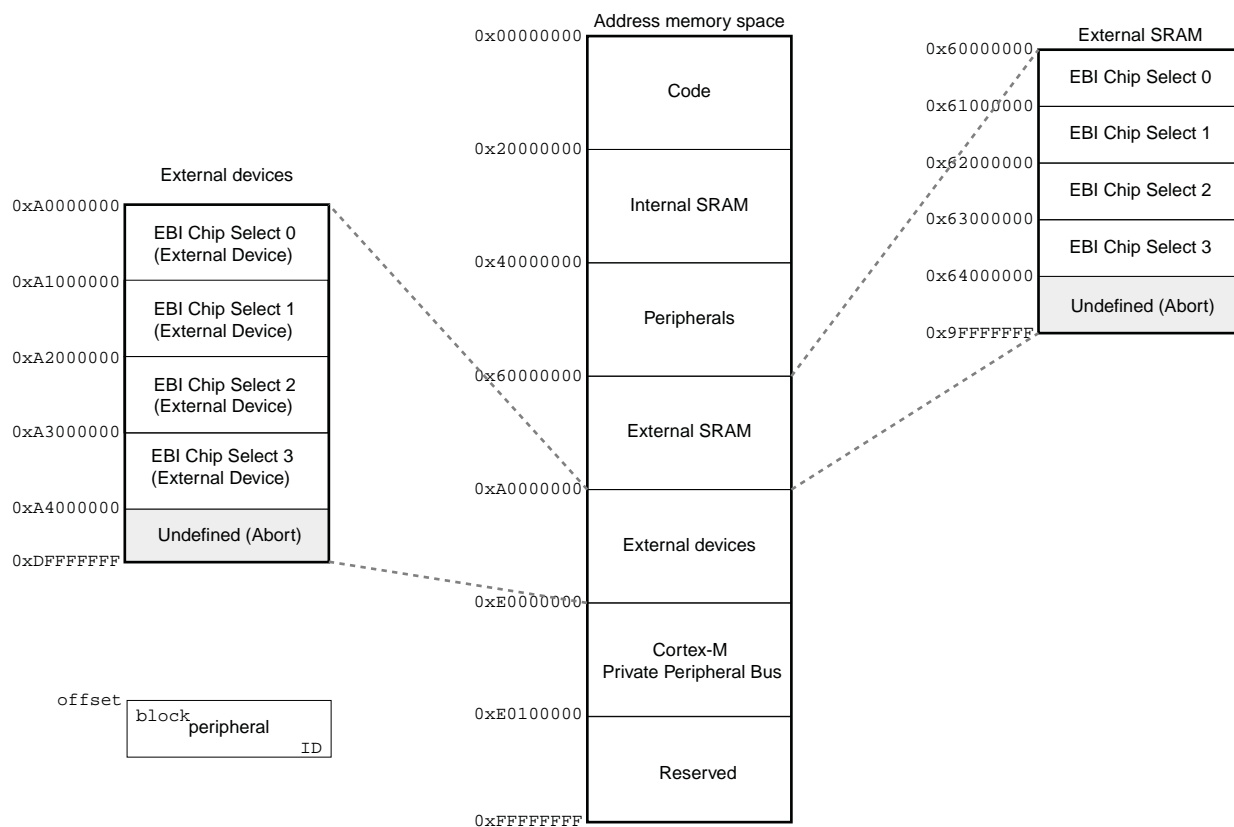 Address memory space
0x00000000
Code
0x20000000
Internal SRAM
0x40000000
Peripherals
0x60000000
External SRAM
0xA0000000
External devices
0xE0000000
Cortex-M
Private Peripheral Bus
0xE0100000
Reserved
0xFFFFFFFF
External SRAM
0x60000000
EBI Chip Select 0
0x61000000
EBI Chip Select 1
0x62000000
EBI Chip Select 2
0x63000000
EBI Chip Select 3
0x64000000
Undefined (Abort)
0x9FFFFFFF
External devices
0xA0000000
EBI Chip Select 0
(External Device)
0xA1000000
EBI Chip Select 1
(External Device)
0xA2000000
EBI Chip Select 2
(External Device)
0xA3000000
EBI Chip Select 3
(External Device)
0xA4000000
Undefined (Abort)
0xDFFFFFFF
offset
block
peripheral
ID